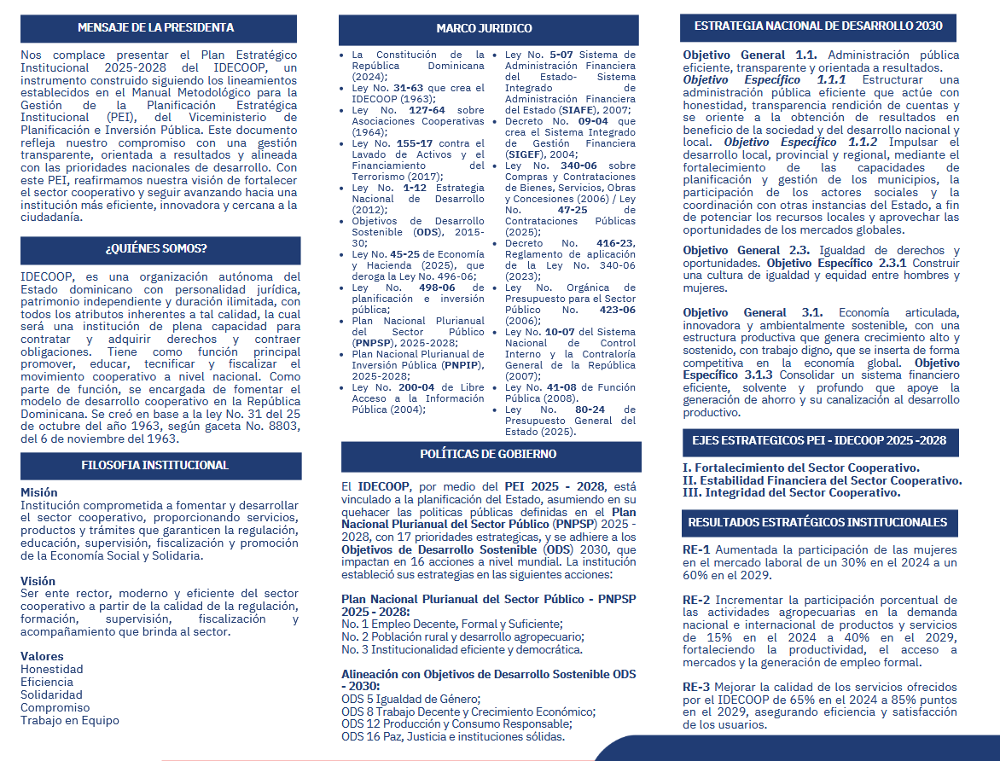 MENSAJE DE LA PRESIDENTA
Nos complace presentar el Plan Estratégico
Institucional 2025-2028 del IDECOOP, un
instrumento construido siguiendo los lineamientos
establecidos en el Manual Metodológico para la
Gestión de la Planificación Estratégica
Institucional (PEI), del Viceministerio de
Planificación e Inversión Pública. Este documento
refleja nuestro compromiso con una gestión
transparente, orientada a resultados y alineada
con las prioridades nacionales de desarrollo. Con
este PEI, reafirmamos nuestra visión de fortalecer
el sector cooperativo y seguir avanzando hacia una
institución más eficiente, innovadora y cercana a la
ciudadanía.
¿QUIÉNES SOMOS?
IDECOOP, es una organización autónoma del
Estado dominicano con personalidad jurídica,
patrimonio independiente y duración ilimitada, con
todos los atributos inherentes a tal calidad, la cual
será una institución de plena capacidad para
contratar y adquirir derechos y contraer
obligaciones. Tiene como función principal
promover, educar, tecnificar y fiscalizar el
movimiento cooperativo a nivel nacional. Como
parte de función, se encargada de fomentar el
modelo de desarrollo cooperativo en la República
Dominicana. Se creó en base a la ley No. 31 del 25
de octubre del año 1963, según gaceta No. 8803,
del 6 de noviembre del 1963.
FILOSOFIA INSTITUCIONAL
Misión
Institución comprometida a fomentar y desarrollar
el sector cooperativo, proporcionando servicios,
productos y trámites que garanticen la regulación,
educación, supervisión, fiscalización y promoción
de la Economía Social y Solidaria.
Visión
Ser ente rector, moderno y eficiente del sector
cooperativo a partir de la calidad de la regulación,
formación, supervisión, fiscalización y
acompañamiento que brinda al sector.
Valores
Honestidad
Eficiencia
Solidaridad
Compromiso
Trabajo en Equipo
MARCO JURIDICO
• La Constitución de la
República Dominicana
(2024);
• Ley No. 31-63 que crea el
IDECOOP (1963);
• Ley No. 127-64 sobre
Asociaciones Cooperativas
(1964);
• Ley No. 155-17 contra el
Lavado de Activos y el
Financiamiento del
Terrorismo (2017);
• Ley No. 1-12 Estrategia
Nacional de Desarrollo
(2012);
• Objetivos de Desarrollo
Sostenible (ODS), 2015-
30;
• Ley No. 45-25 de Economía
y Hacienda (2025), que
deroga la Ley No. 496-06;
• Ley No. 498-06 de
planificación e inversión
pública;
• Plan Nacional Plurianual
del Sector Público
(PNPSP), 2025-2028;
• Plan Nacional Plurianual de
Inversión Pública (PNPIP),
2025-2028;
• Ley No. 200-04 de Libre
Acceso a la Información
Pública (2004);
• Ley No. 5-07 Sistema de
Administración Financiera
del Estado- Sistema
Integrado de
Administración Financiera
del Estado (SIAFE), 2007;
• Decreto No. 09-04 que
crea el Sistema Integrado
de Gestión Financiera
(SIGEF), 2004;
• Ley No. 340-06 sobre
Compras y Contrataciones
de Bienes, Servicios, Obras
y Concesiones (2006) / Ley
No. 47-25 de
Contrataciones Públicas
(2025);
• Decreto No. 416-23,
Reglamento de aplicación
de la Ley No. 340-06
(2023);
• Ley No. Orgánica de
Presupuesto para el Sector
Público No. 423-06
(2006);
• Ley No. 10-07 del Sistema
Nacional de Control
Interno y la Contraloría
General de la República
(2007);
• Ley No. 41-08 de Función
Pública (2008).
• Ley No. 80-24 de
Presupuesto General del
Estado (2025).
POLÍTICAS DE GOBIERNO
El IDECOOP, por medio del PEI 2025 - 2028, está
vinculado a la planificación del Estado, asumiendo en su
quehacer las politicas públicas definidas en el Plan
Nacional Plurianual del Sector Público (PNPSP) 2025 -
2028, con 17 prioridades estrategicas, y se adhiere a los
Objetivos de Desarrollo Sostenible (ODS) 2030, que
impactan en 16 acciones a nivel mundial. La institución
estableció sus estrategias en las siguientes acciones:
Plan Nacional Plurianual del Sector Público - PNPSP
2025 - 2028:
No. 1 Empleo Decente, Formal y Suficiente;
No. 2 Población rural y desarrollo agropecuario;
No. 3 Institucionalidad eficiente y democrática.
Alineación con Objetivos de Desarrollo Sostenible ODS
- 2030:
ODS 5 Igualdad de Género;
ODS 8 Trabajo Decente y Crecimiento Económico;
ODS 12 Producción y Consumo Responsable;
ODS 16 Paz, Justicia e instituciones sólidas.
ESTRATEGIA NACIONAL DE DESARROLLO 2030
Objetivo General 1.1. Administración pública
eficiente, transparente y orientada a resultados.
Objetivo Específico 1.1.1 Estructurar una
administración pública eficiente que actúe con
honestidad, transparencia rendición de cuentas y
se oriente a la obtención de resultados en
beneficio de la sociedad y del desarrollo nacional y
local. Objetivo Específico 1.1.2 Impulsar el
desarrollo local, provincial y regional, mediante el
fortalecimiento de las capacidades de
planificación y gestión de los municipios, la
participación de los actores sociales y la
coordinación con otras instancias del Estado, a fin
de potenciar los recursos locales y aprovechar las
oportunidades de los mercados globales.
Objetivo General 2.3. Igualdad de derechos y
oportunidades. Objetivo Específico 2.3.1 Construir
una cultura de igualdad y equidad entre hombres y
mujeres.
Objetivo General 3.1. Economía articulada,
innovadora y ambientalmente sostenible, con una
estructura productiva que genera crecimiento alto y
sostenido, con trabajo digno, que se inserta de forma
competitiva en la economía global. Objetivo
Específico 3.1.3 Consolidar un sistema financiero
eficiente, solvente y profundo que apoye la
generación de ahorro y su canalización al desarrollo
productivo.
EJES ESTRATEGICOS PEI - IDECOOP 2025 -2028
I. Fortalecimiento del Sector Cooperativo.
II. Estabilidad Financiera del Sector Cooperativo.
III. Integridad del Sector Cooperativo.
RESULTADOS ESTRATÉGICOS INSTITUCIONALES
RE-1 Aumentada la participación de las mujeres
en el mercado laboral de un 30% en el 2024 a un
60% en el 2029.
RE-2 Incrementar la participación porcentual de
las actividades agropecuarias en la demanda
nacional e internacional de productos y servicios
de 15% en el 2024 a 40% en el 2029,
fortaleciendo la productividad, el acceso a
mercados y la generación de empleo formal.
RE-3 Mejorar la calidad de los servicios ofrecidos
por el IDECOOP de 65% en el 2024 a 85% puntos
en el 2029, asegurando eficiencia y satisfacción
de los usuarios.